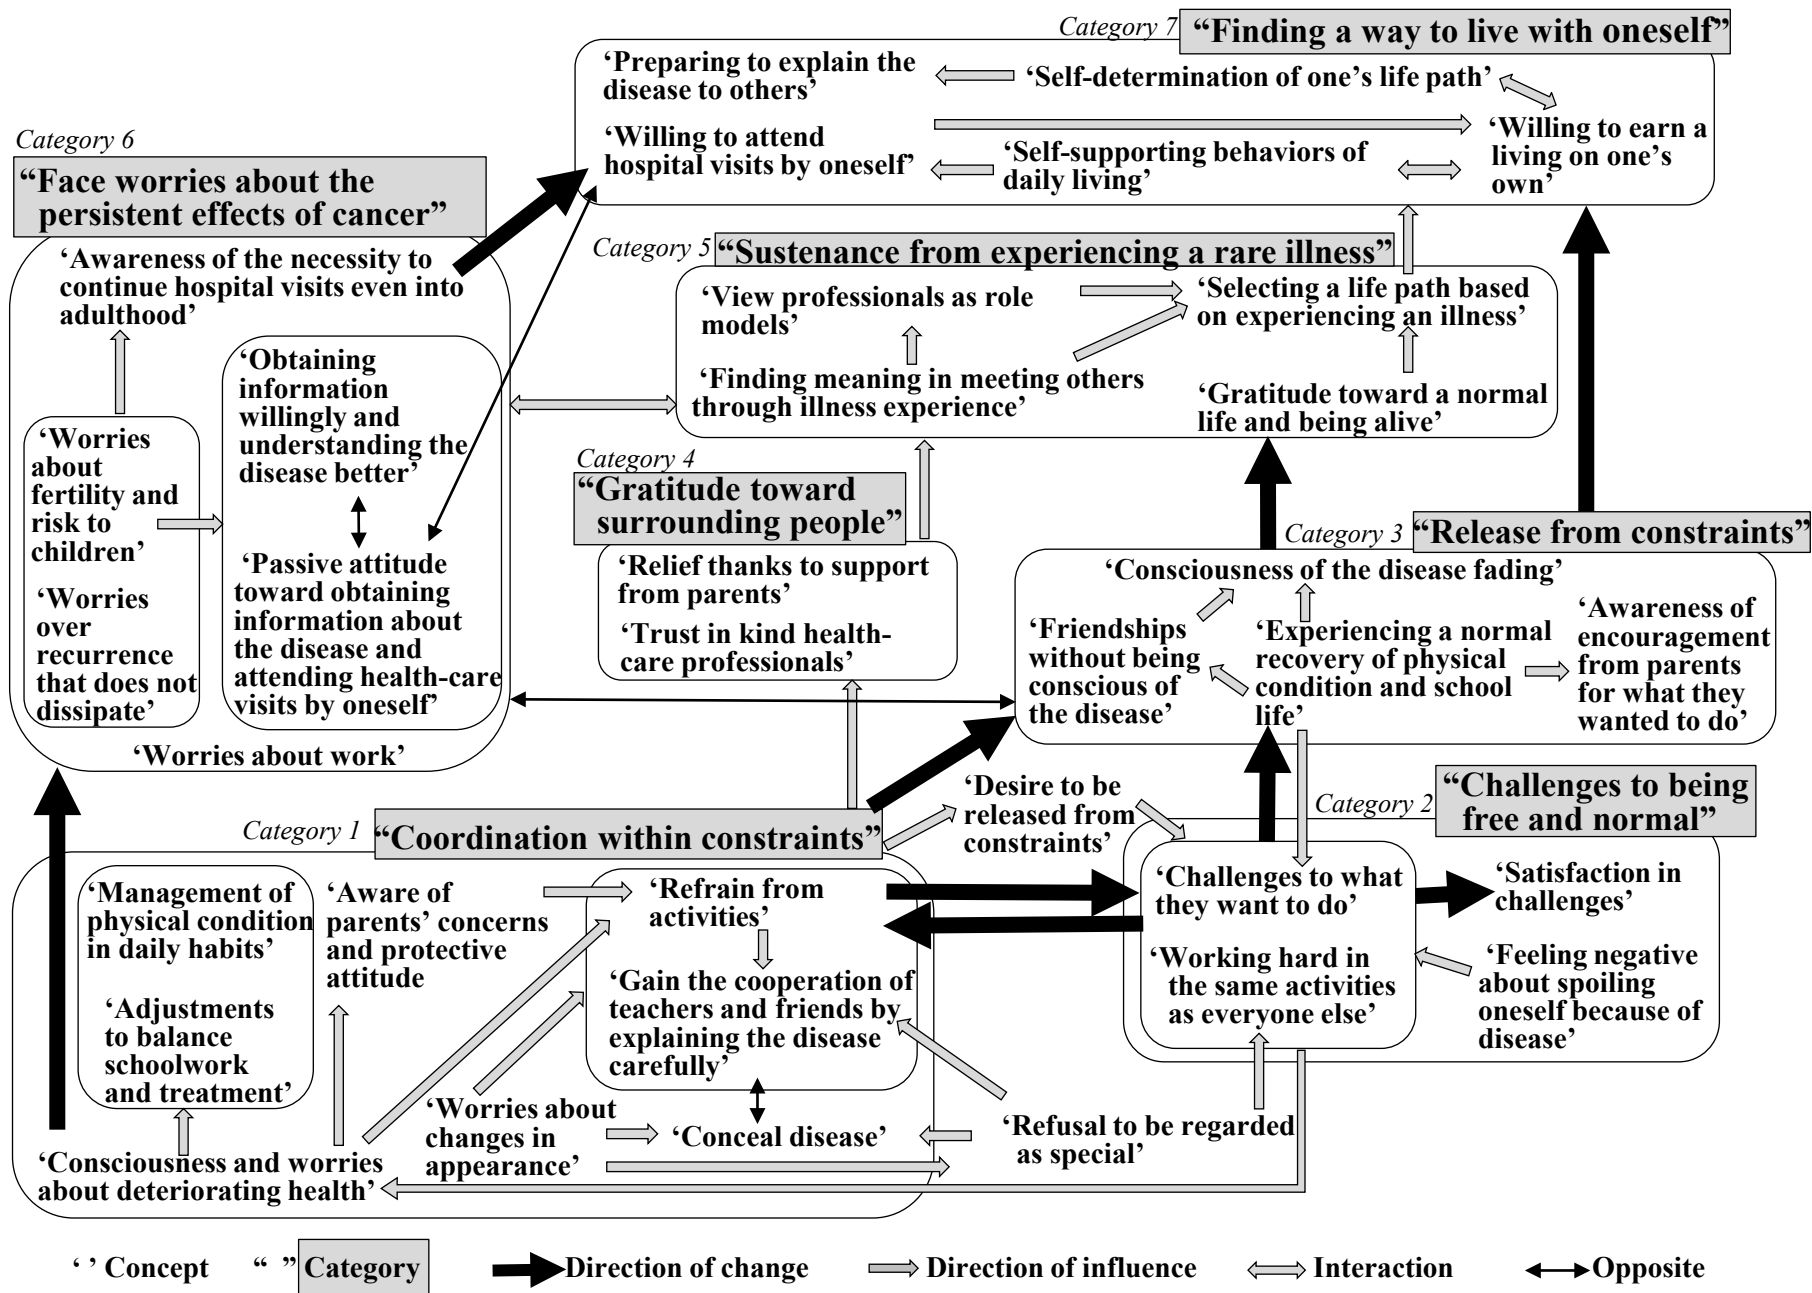 Category 7
“Finding a way to live with oneself”
‘Preparing to explain the
disease to others’
‘Self-determination of one’s life path’
‘Willing to attend
hospital visits by oneself’
‘Self-supporting behaviors of
daily living’
‘Willing to earn a
living on one’s
own’
Category 6
“Face worries about the
persistent effects of cancer”
‘Awareness of the necessity to
continue hospital visits even into
adulthood’
‘Obtaining
information
willingly and
understanding the
disease better’
‘Worries
about
fertility and
risk to
children’
‘Worries
over
recurrence
that does not
dissipate’
‘Passive attitude
toward obtaining
information about
the disease and
attending health-care
visits by oneself’
‘Worries about work’
Category 5
“Sustenance from experiencing a rare illness”
‘View professionals as role
models’
‘Selecting a life path based
on experiencing an illness’
‘Finding meaning in meeting others
through illness experience’
‘Gratitude toward a normal
life and being alive’
Category 4
“Gratitude toward
surrounding people”
‘Relief thanks to support
from parents’
‘Trust in kind health-
care professionals’
Category 3
“Release from constraints”
‘Consciousness of the disease fading’
‘Friendships
without being
conscious of
the disease’
‘Experiencing a normal
recovery of physical
condition and school
life’
‘Awareness of
encouragement
from parents
for what they
wanted to do’
‘Desire to be
released from
constraints’
Category 2
“Challenges to being
free and normal”
‘Challenges to what
they want to do’
‘Working hard in
the same activities
as everyone else’
‘Satisfaction in
challenges’
‘Feeling negative
about spoiling
oneself because of
disease’
Category 1
“Coordination within constraints”
‘Management of
physical condition
in daily habits’
‘Adjustments
to balance
schoolwork
and treatment’
‘Aware of
parents’ concerns
and protective
attitude
‘Refrain from
activities’
‘Gain the cooperation of
teachers and friends by
explaining the disease
carefully’
‘Worries about
changes in
appearance’
‘Conceal disease’
‘Refusal to be regarded
as special’
‘Consciousness and worries
about deteriorating health’
‘ ’ Concept
“ ” Category
Direction of change
Direction of influence
Interaction
Opposite